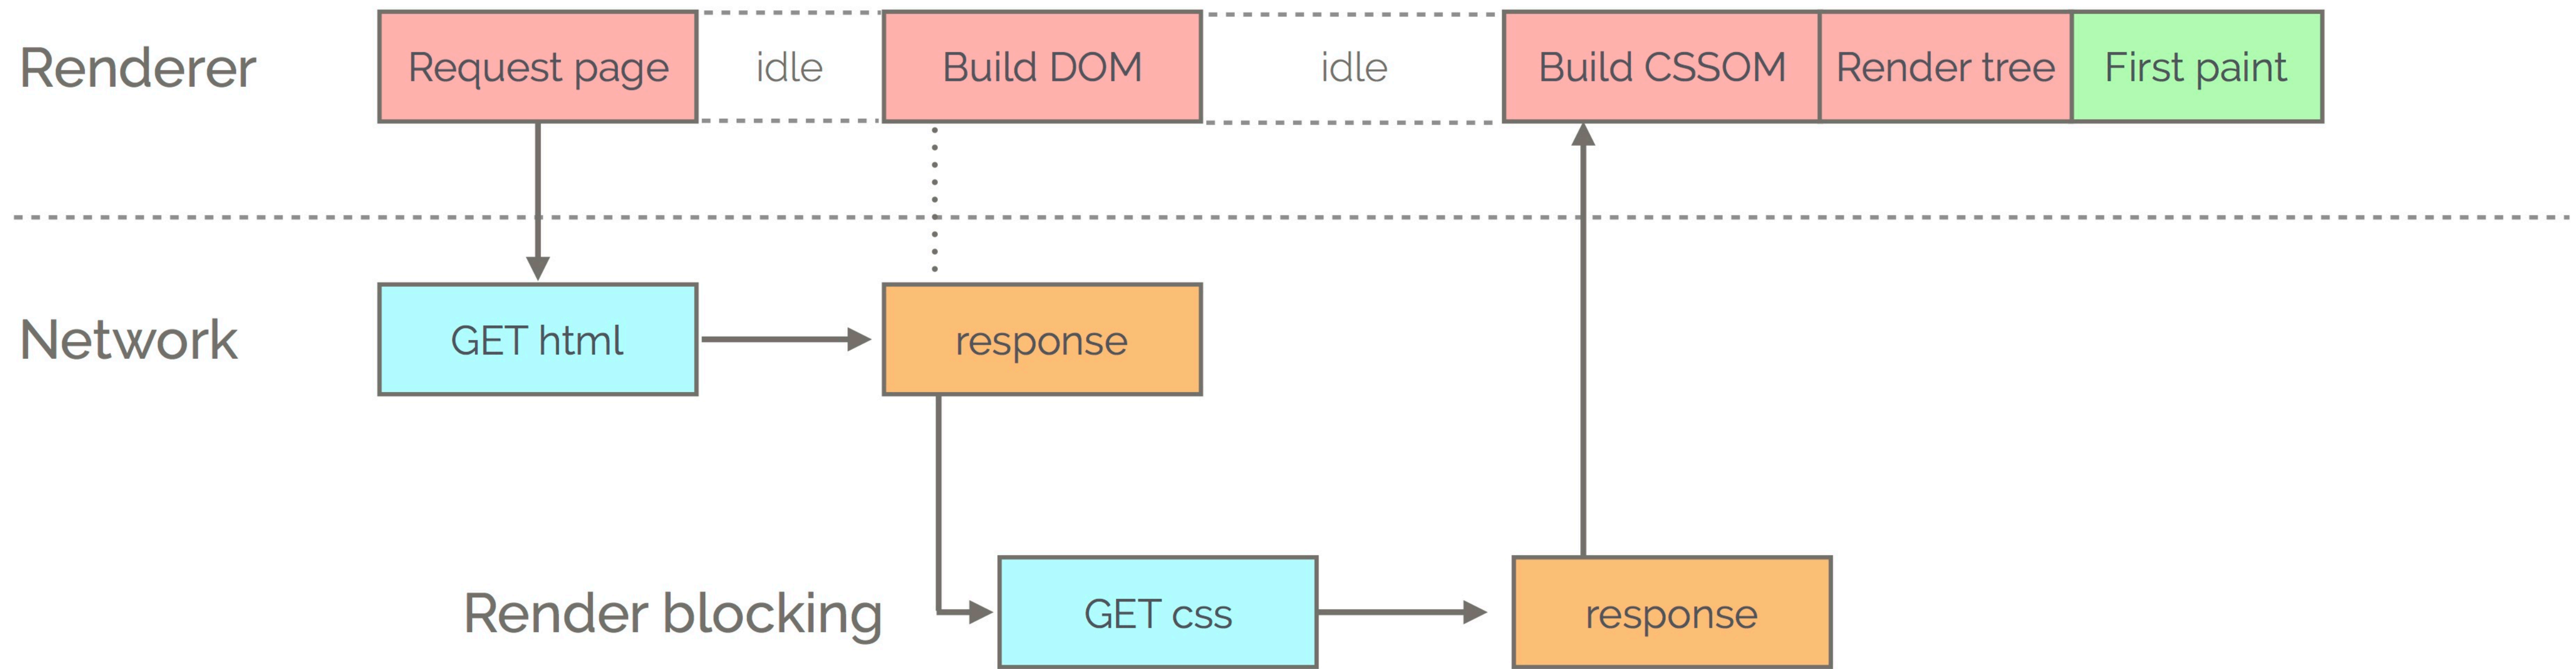 Renderer
Request page
idle
Build DOM
idle
Build CSSOM
Render tree
First paint
Network
GET html
response
Render blocking
GET css
response